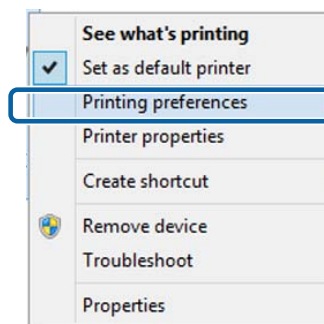 See what's printing
Set as default printer
Printing preferences
Printer properties
Create shortcut
Remove device
Troubleshoot
Properties